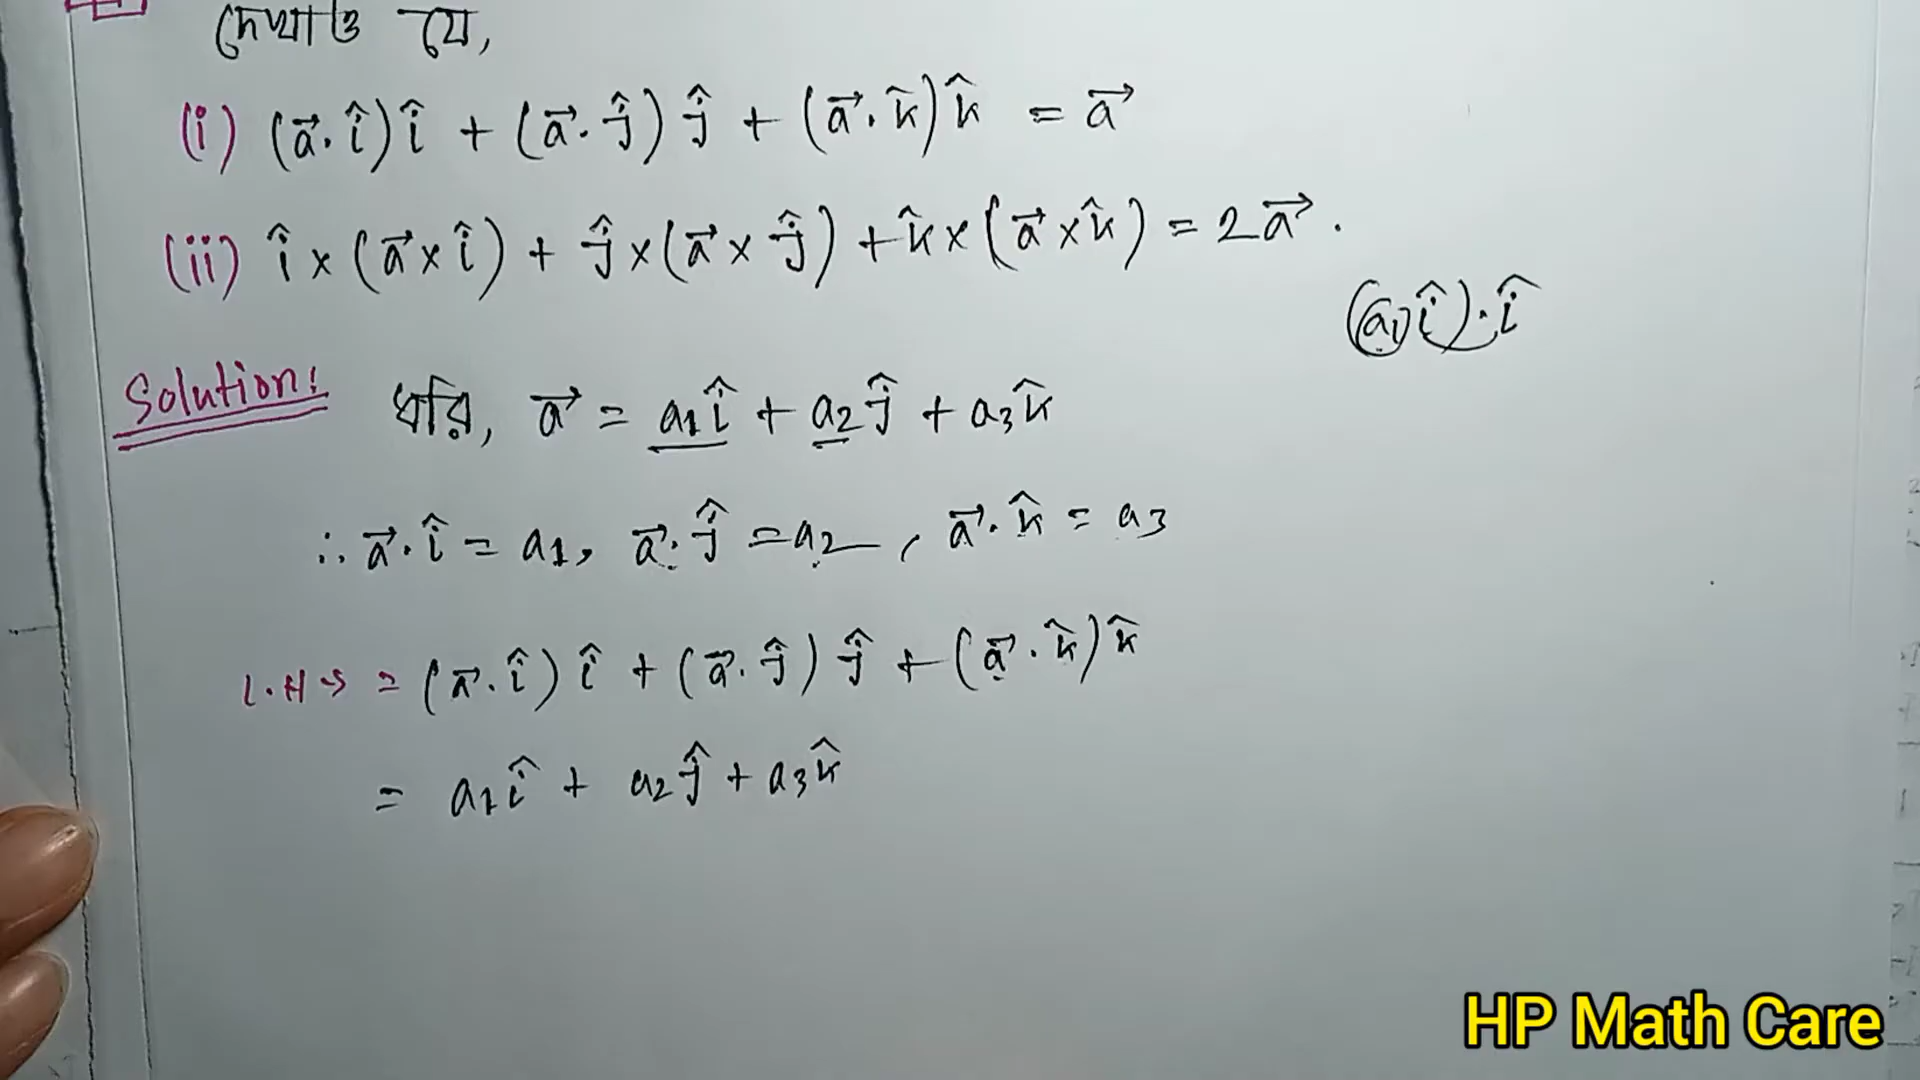 দেখাও যে,
(i) (a⃗·î)î + (a⃗·ĵ)ĵ + (a⃗·k̂)k̂ = a⃗
(ii) î×(a⃗×î) + ĵ×(a⃗×ĵ) + k̂×(a⃗×k̂) = 2a⃗.
(a₁î)·î
Solution: ধরি, a⃗ = a₁î + a₂ĵ + a₃k̂
∴ a⃗·î = a₁, a⃗·ĵ = a₂, a⃗·k̂ = a₃
L.H.S = (a⃗·î)î + (a⃗·ĵ)ĵ + (a⃗·k̂)k̂
= a₁î + a₂ĵ + a₃k̂
HP Math Care